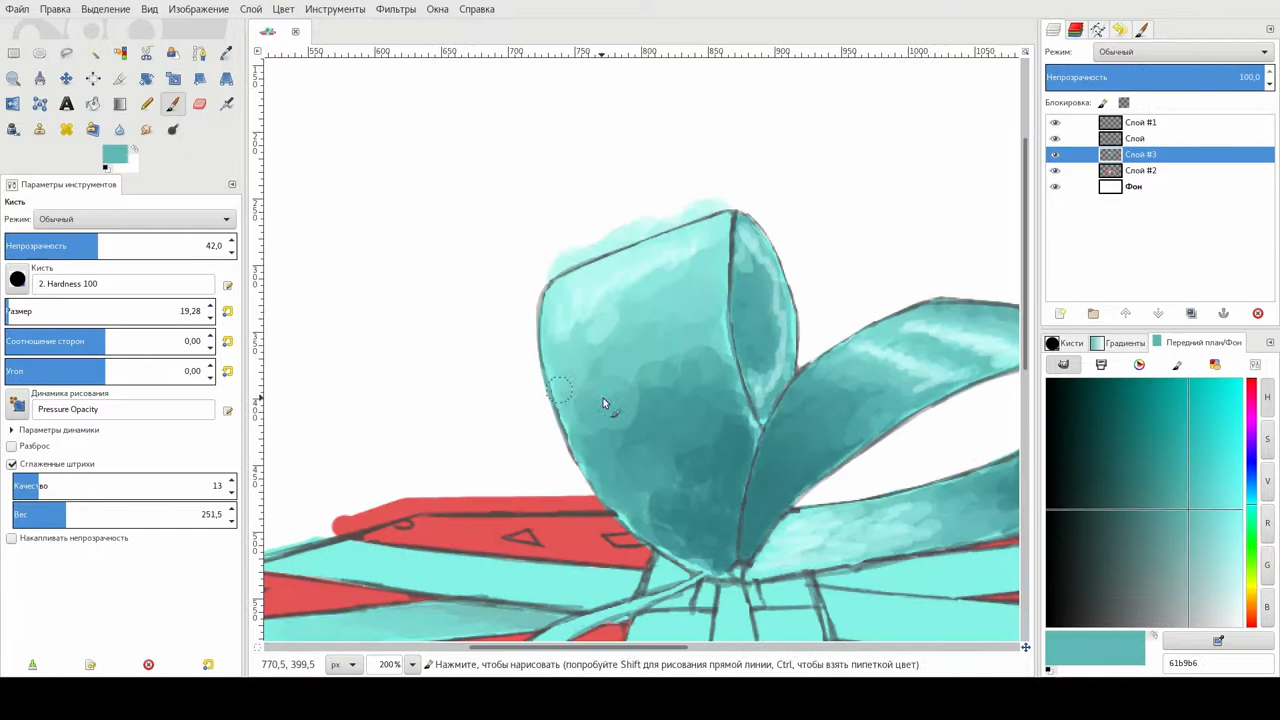 Файл Правка Выделение Вид Изображение Слой Цвет Инструменты Фильтры Окна Справка
550 600 650 700 750 800 850 900 950 1000 1050
Параметры инструментов
Кисть
Режим: Обычный
Непрозрачность 42,0
Кисть
2. Hardness 100
Размер 19,28
Соотношение сторон 0,00
Угол 0,00
Динамика рисования
Pressure Opacity
Параметры динамики
Разброс
Сглаженные штрихи
Качество 13
Вес 251,5
Накапливать непрозрачность
770,5, 399,5 px 200% Нажмите, чтобы нарисовать (попробуйте Shift для рисования прямой линии, Ctrl, чтобы взять пипеткой цвет)
Режим: Обычный
Непрозрачность 100,0
Блокировка:
Слой #1
Слой
Слой #3
Слой #2
Фон
Кисти Градиенты Передний план/Фон
H
S
V
R
G
B
61b9b6